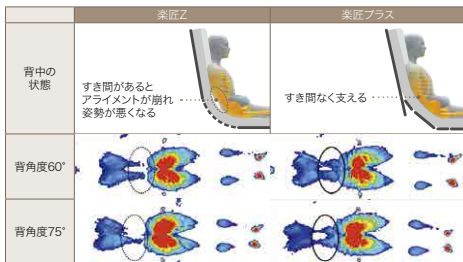 楽匠Z
楽匠プラス
背中の
状態
すき間があると
アライメントが崩れ
姿勢が悪くなる
すき間なく支える
背角度60°
背角度75°